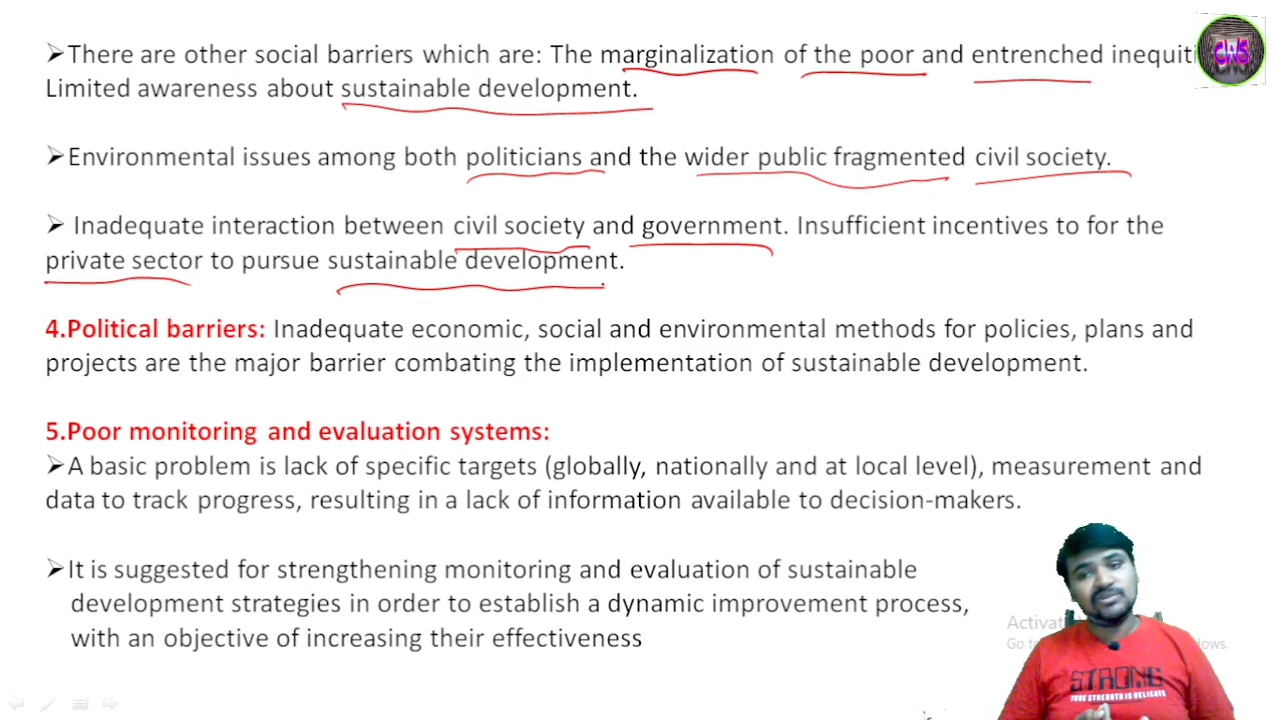 ➢There are other social barriers which are: The marginalization of the poor and entrenched
Limited awareness about sustainable development.
➢Environmental issues among both politicians and the wider public fragmented civil society.
➢ Inadequate interaction between civil society and government. Insufficient incentives to for the
private sector to pursue sustainable development.
4.Political barriers: Inadequate economic, social and environmental methods for policies, plans and
projects are the major barrier combating the implementation of sustainable development.
5.Poor monitoring and evaluation systems:
➢A basic problem is lack of specific targets (globally, nationally and at local level), measurement and
data to track progress, resulting in a lack of information available to decision-makers.
➢It is suggested for strengthening monitoring and evaluation of sustainable
development strategies in order to establish a dynamic improvement process,
with an objective of increasing their effectiveness
CWS
STRONG
TRUE STRENGTH IS DELICATE